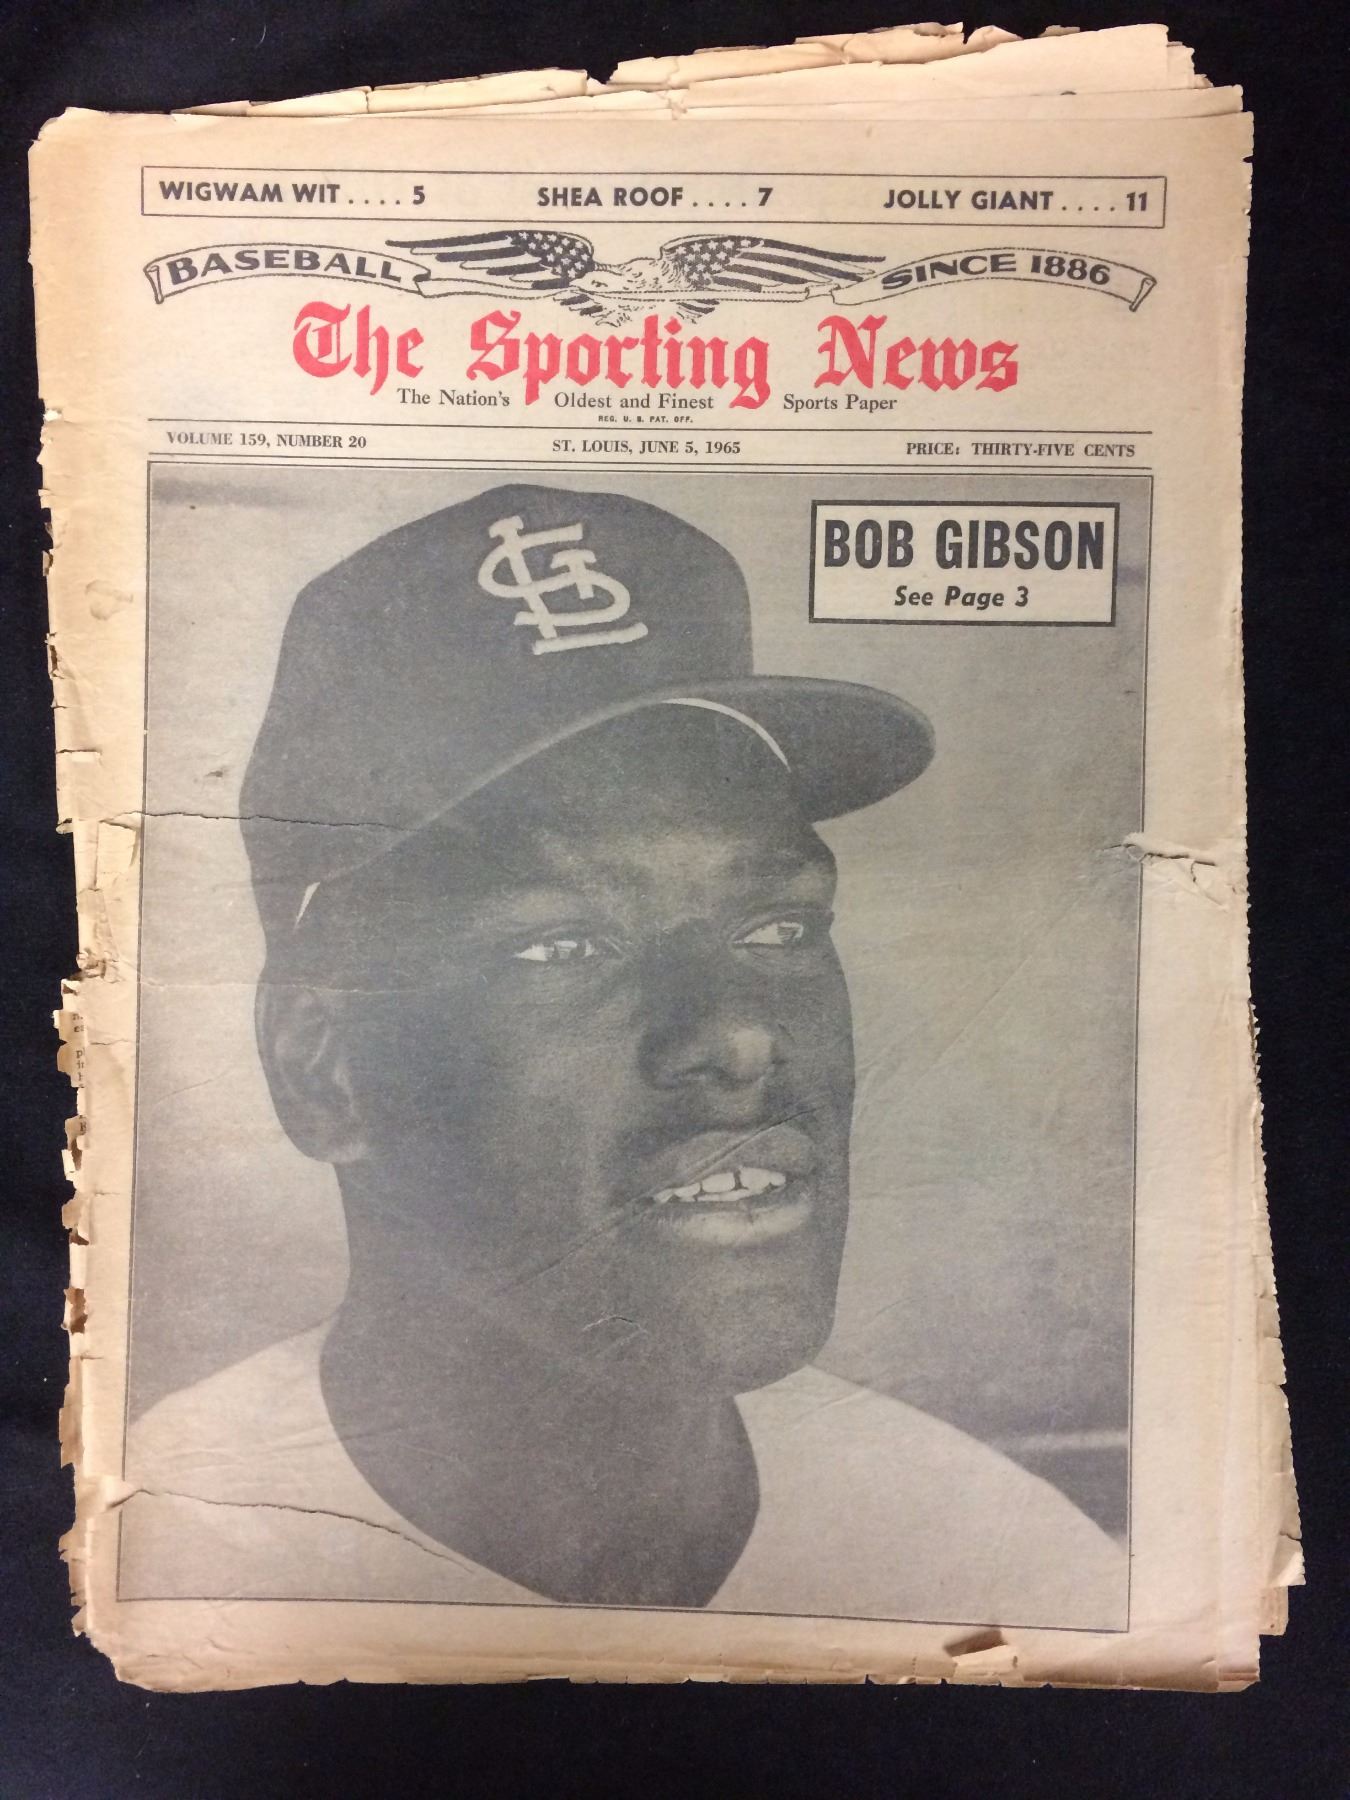 WIGWAM WIT .... 5 SHEA ROOF .... 7 JOLLY GIANT .... 11
BASEBALL SINCE 1886
The Sporting News
The Nation's Oldest and Finest Sports Paper
REG. U. S. PAT. OFF.
VOLUME 159, NUMBER 20 ST. LOUIS, JUNE 5, 1965 PRICE: THIRTY-FIVE CENTS
BOB GIBSON
See Page 3
STL